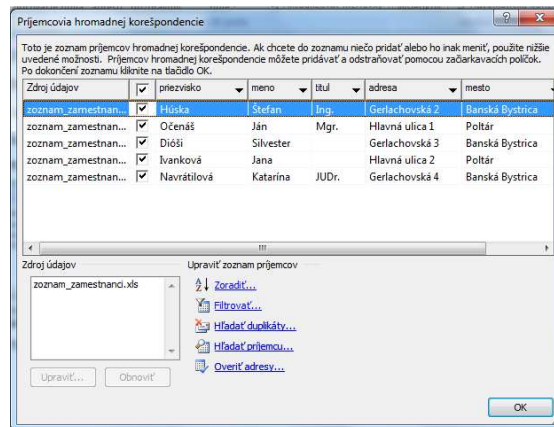 Príjemcovia hromadnej korešpondencie
Toto je zoznam príjemcov hromadnej korešpondencie. Ak chcete do zoznamu niečo pridať alebo ho inak meniť, použite nižšie
uvedené možnosti. Príjemcov hromadnej korešpondencie môžete pridávať a odstraňovať pomocou začiarkavacích políčok.
Po dokončení zoznamu kliknite na tlačidlo OK.
Zdroj údajov priezvisko meno titul adresa mesto
zoznam_zamestnan... Húska Štefan Ing. Gerlachovská 2 Banská Bystrica
zoznam_zamestnan... Očenáš Ján Mgr. Hlavná ulica 1 Poltár
zoznam_zamestnan... Dióši Silvester Gerlachovská 3 Banská Bystrica
zoznam_zamestnan... Ivanková Jana Hlavná ulica 2 Poltár
zoznam_zamestnan... Navrátilová Katarína JUDr. Gerlachovská 4 Banská Bystrica
Zdroj údajov Upraviť zoznam príjemcov
zoznam_zamestnanci.xls
Zoradiť...
Filtrovať...
Hľadať duplikáty...
Hľadať príjemcu...
Overiť adresy...
Upraviť... Obnoviť
OK